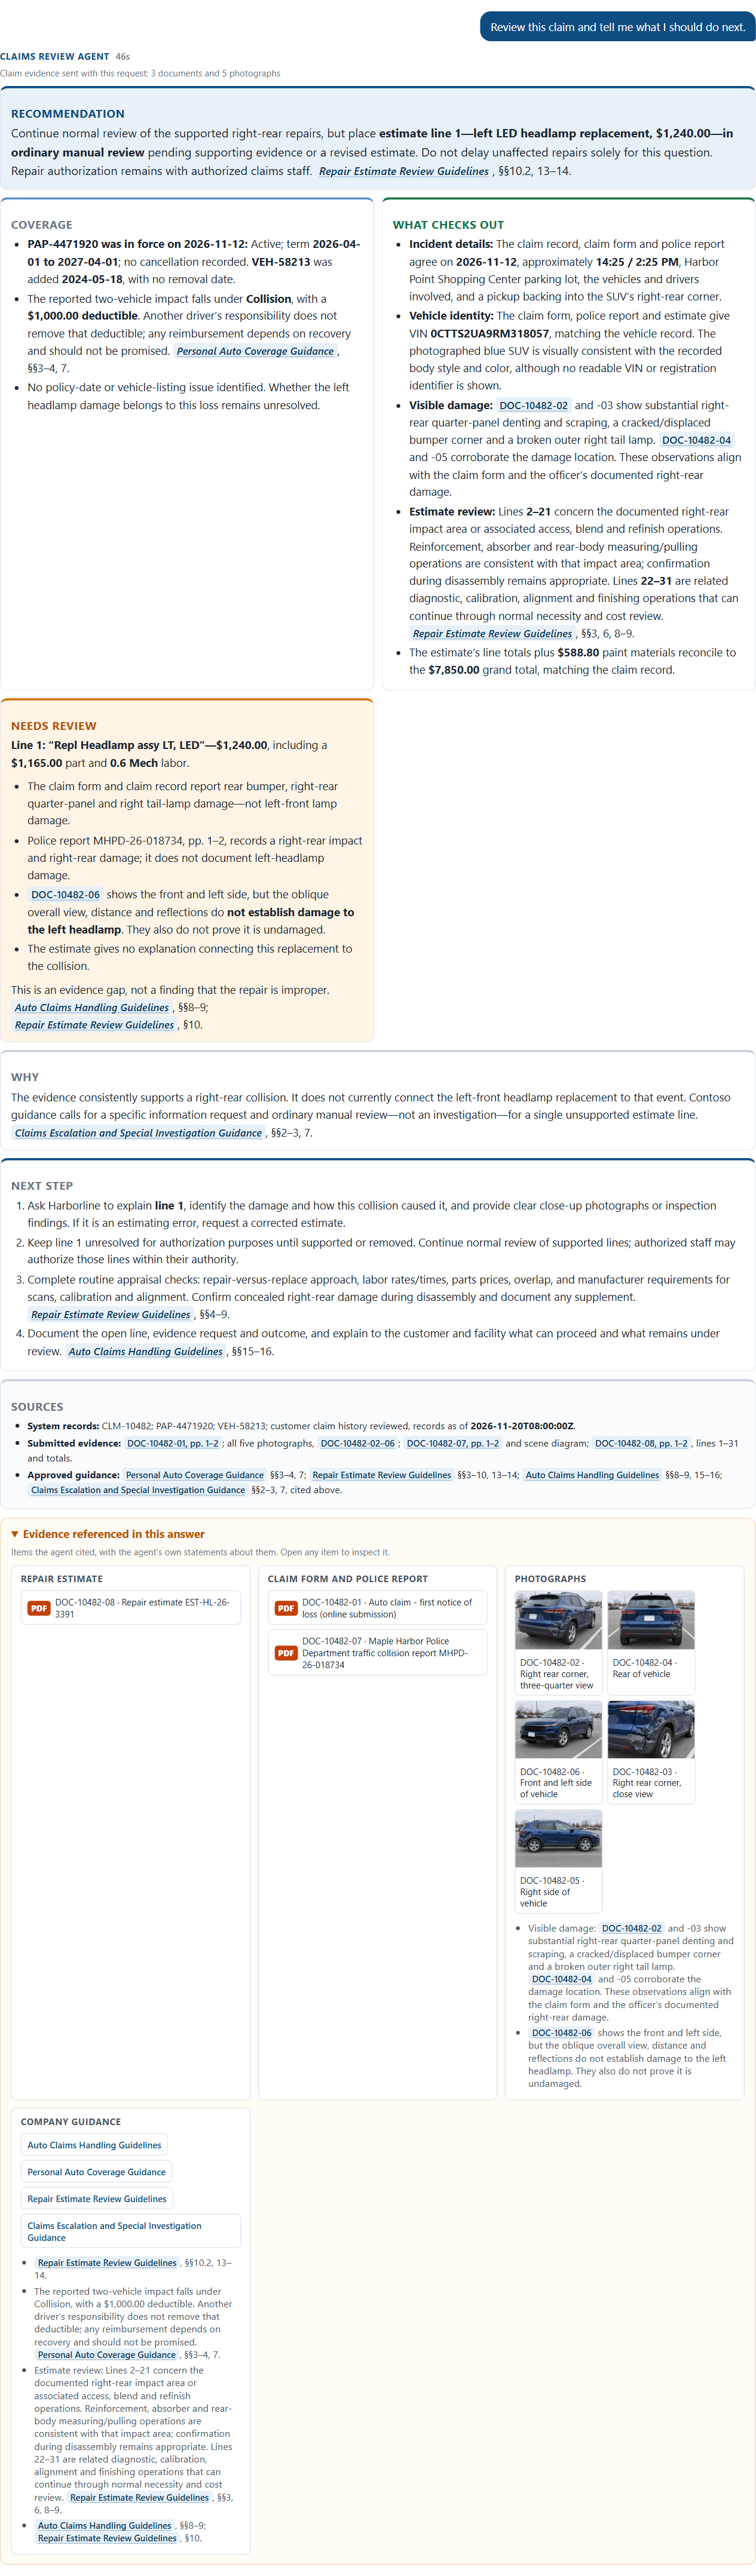 Review this claim and tell me what I should do next.
CLAIMS REVIEW AGENT 46s
Claim evidence sent with this request: 3 documents and 5 photographs
RECOMMENDATION
Continue normal review of the supported right-rear repairs, but place estimate line 1—left LED headlamp replacement, $1,240.00—in
ordinary manual review pending supporting evidence or a revised estimate. Do not delay unaffected repairs solely for this question.
Repair authorization remains with authorized claims staff. Repair Estimate Review Guidelines , §§10.2, 13–14.
COVERAGE
• PAP-4471920 was in force on 2026-11-12: Active; term 2026-04-
01 to 2027-04-01; no cancellation recorded. VEH-58213 was
added 2024-05-18, with no removal date.
• The reported two-vehicle impact falls under Collision, with a
$1,000.00 deductible. Another driver's responsibility does not
remove that deductible; any reimbursement depends on recovery
and should not be promised. Personal Auto Coverage Guidance ,
§§3–4, 7.
• No policy-date or vehicle-listing issue identified. Whether the left
headlamp damage belongs to this loss remains unresolved.
WHAT CHECKS OUT
• Incident details: The claim record, claim form and police report
agree on 2026-11-12, approximately 14:25 / 2:25 PM, Harbor
Point Shopping Center parking lot, the vehicles and drivers
involved, and a pickup backing into the SUV's right-rear corner.
• Vehicle identity: The claim form, police report and estimate give
VIN 0CTTS2UA9RM318057, matching the vehicle record. The
photographed blue SUV is visually consistent with the recorded
body style and color, although no readable VIN or registration
identifier is shown.
• Visible damage: DOC-10482-02 and -03 show substantial right-
rear quarter-panel denting and scraping, a cracked/displaced
bumper corner and a broken outer right tail lamp. DOC-10482-04
and -05 corroborate the damage location. These observations align
with the claim form and the officer's documented right-rear
damage.
• Estimate review: Lines 2–21 concern the documented right-rear
impact area or associated access, blend and refinish operations.
Reinforcement, absorber and rear-body measuring/pulling
operations are consistent with that impact area; confirmation
during disassembly remains appropriate. Lines 22–31 are related
diagnostic, calibration, alignment and finishing operations that can
continue through normal necessity and cost review.
Repair Estimate Review Guidelines , §§3, 6, 8–9.
• The estimate's line totals plus $588.80 paint materials reconcile to
the $7,850.00 grand total, matching the claim record.
NEEDS REVIEW
Line 1: “Repl Headlamp assy LT, LED”—$1,240.00, including a
$1,165.00 part and 0.6 Mech labor.
• The claim form and claim record report rear bumper, right-rear
quarter-panel and right tail-lamp damage—not left-front lamp
damage.
• Police report MHPD-26-018734, pp. 1–2, records a right-rear impact
and right-rear damage; it does not document left-headlamp
damage.
• DOC-10482-06 shows the front and left side, but the oblique
overall view, distance and reflections do not establish damage to
the left headlamp. They also do not prove it is undamaged.
• The estimate gives no explanation connecting this replacement to
the collision.
This is an evidence gap, not a finding that the repair is improper.
Auto Claims Handling Guidelines , §§8–9;
Repair Estimate Review Guidelines , §10.
WHY
The evidence consistently supports a right-rear collision. It does not currently connect the left-front headlamp replacement to that event. Contoso
guidance calls for a specific information request and ordinary manual review—not an investigation—for a single unsupported estimate line.
Claims Escalation and Special Investigation Guidance , §§2–3, 7.
NEXT STEP
1. Ask Harborline to explain line 1, identify the damage and how this collision caused it, and provide clear close-up photographs or inspection
findings. If it is an estimating error, request a corrected estimate.
2. Keep line 1 unresolved for authorization purposes until supported or removed. Continue normal review of supported lines; authorized staff may
authorize those lines within their authority.
3. Complete routine appraisal checks: repair-versus-replace approach, labor rates/times, parts prices, overlap, and manufacturer requirements for
scans, calibration and alignment. Confirm concealed right-rear damage during disassembly and document any supplement.
Repair Estimate Review Guidelines , §§4–9.
4. Document the open line, evidence request and outcome, and explain to the customer and facility what can proceed and what remains under
review. Auto Claims Handling Guidelines , §§15–16.
SOURCES
• System records: CLM-10482; PAP-4471920; VEH-58213; customer claim history reviewed, records as of 2026-11-20T08:00:00Z.
• Submitted evidence: DOC-10482-01, pp. 1–2 ; all five photographs, DOC-10482-02–06 ; DOC-10482-07, pp. 1–2 and scene diagram; DOC-10482-08, pp. 1–2 , lines 1–31
and totals.
• Approved guidance: Personal Auto Coverage Guidance §§3–4, 7; Repair Estimate Review Guidelines §§3–10, 13–14; Auto Claims Handling Guidelines §§8–9, 15–16;
Claims Escalation and Special Investigation Guidance §§2–3, 7, cited above.
▼ Evidence referenced in this answer
Items the agent cited, with the agent's own statements about them. Open any item to inspect it.
REPAIR ESTIMATE
PDF DOC-10482-08 · Repair estimate EST-HL-26-
3391
CLAIM FORM AND POLICE REPORT
PDF DOC-10482-01 · Auto claim - first notice of
loss (online submission)
PDF DOC-10482-07 · Maple Harbor Police
Department traffic collision report MHPD-
26-018734
PHOTOGRAPHS
DOC-10482-02 ·
Right rear corner,
three-quarter view
DOC-10482-04 ·
Rear of vehicle
DOC-10482-06 ·
Front and left side
of vehicle
DOC-10482-03 ·
Right rear corner,
close view
DOC-10482-05 ·
Right side of
vehicle
• Visible damage: DOC-10482-02 and -03 show
substantial right-rear quarter-panel denting and
scraping, a cracked/displaced bumper corner
and a broken outer right tail lamp.
DOC-10482-04 and -05 corroborate the
damage location. These observations align with
the claim form and the officer's documented
right-rear damage.
• DOC-10482-06 shows the front and left side,
but the oblique overall view, distance and
reflections do not establish damage to the left
headlamp. They also do not prove it is
undamaged.
COMPANY GUIDANCE
Auto Claims Handling Guidelines
Personal Auto Coverage Guidance
Repair Estimate Review Guidelines
Claims Escalation and Special Investigation
Guidance
• Repair Estimate Review Guidelines , §§10.2, 13–
14.
• The reported two-vehicle impact falls under
Collision, with a $1,000.00 deductible. Another
driver's responsibility does not remove that
deductible; any reimbursement depends on
recovery and should not be promised.
Personal Auto Coverage Guidance , §§3–4, 7.
• Estimate review: Lines 2–21 concern the
documented right-rear impact area or
associated access, blend and refinish
operations. Reinforcement, absorber and rear-
body measuring/pulling operations are
consistent with that impact area; confirmation
during disassembly remains appropriate. Lines
22–31 are related diagnostic, calibration,
alignment and finishing operations that can
continue through normal necessity and cost
review. Repair Estimate Review Guidelines , §§3,
6, 8–9.
• Auto Claims Handling Guidelines , §§8–9;
Repair Estimate Review Guidelines , §10.